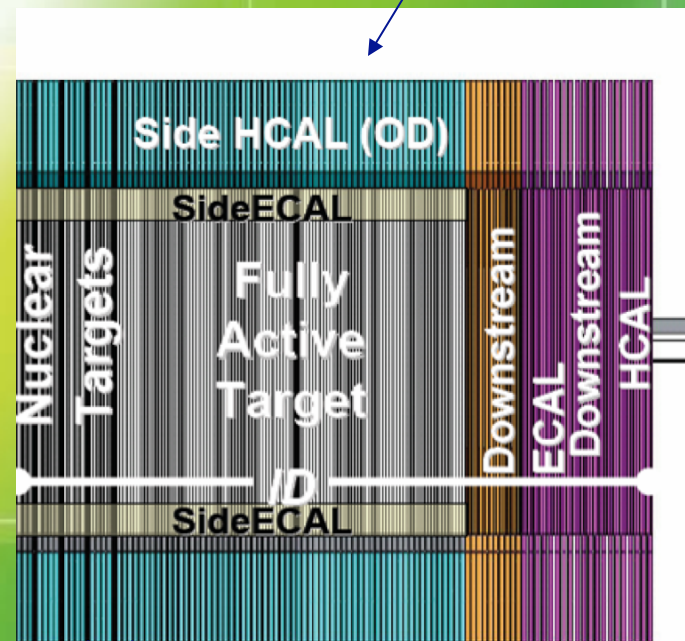 Side HCAL (OD)
SideECAL
Nuclear
Targets
Fully
Active
Target
Downstream
ECAL
Downstream
HCAL
ID
SideECAL